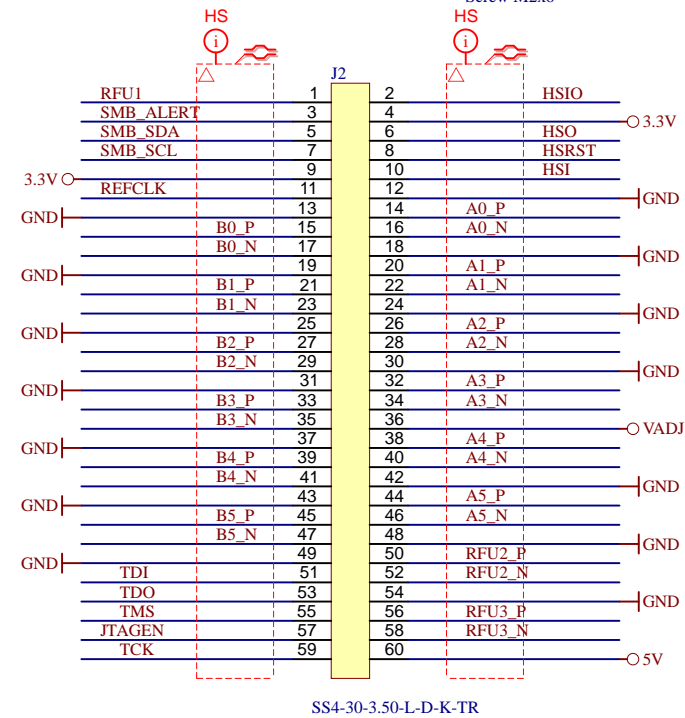 HS HS
i i
J2
RFU1 1 2 HSIO
SMB_ALERT 3 4 3.3V
SMB_SDA 5 6 HSO
SMB_SCL 7 8 HSRST
3.3V 9 10 HSI
REFCLK 11 12 GND
GND 13 14 A0_P
B0_P 15 16 A0_N
B0_N 17 18 GND
GND 19 20 A1_P
B1_P 21 22 A1_N
B1_N 23 24 GND
GND 25 26 A2_P
B2_P 27 28 A2_N
B2_N 29 30 GND
GND 31 32 A3_P
B3_P 33 34 A3_N
B3_N 35 36 VADJ
GND 37 38 A4_P
B4_P 39 40 A4_N
B4_N 41 42 GND
GND 43 44 A5_P
B5_P 45 46 A5_N
B5_N 47 48 GND
GND 49 50 RFU2_P
TDI 51 52 RFU2_N
TDO 53 54 GND
TMS 55 56 RFU3_P
JTAGEN 57 58 RFU3_N
TCK 59 60 5V
SS4-30-3.50-L-D-K-TR